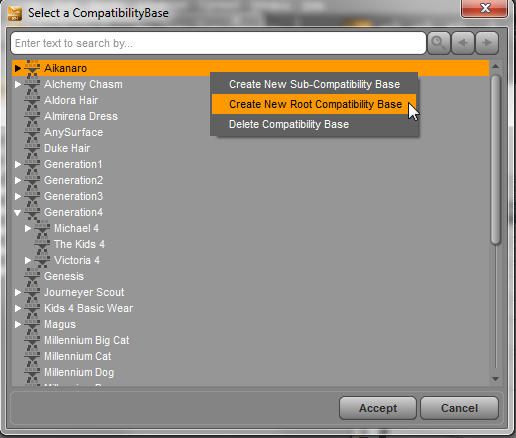 Select a CompatibilityBase
Enter text to search by...
Aikanaro
Alchemy Chasm
Aldora Hair
Almirena Dress
AnySurface
Duke Hair
Generation1
Generation2
Generation3
Generation4
Michael 4
The Kids 4
Victoria 4
Genesis
Journeyer Scout
Kids 4 Basic Wear
Magus
Millennium Big Cat
Millennium Cat
Millennium Dog
Create New Sub-Compatibility Base
Create New Root Compatibility Base
Delete Compatibility Base
Accept
Cancel